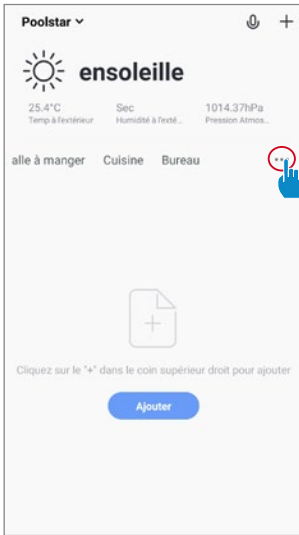 Poolstar
ensoleille
25.4°C Sec 1014.37hPa
Temp à l'extérieur Humidité à l'exté... Pression Atmos...
alle à manger Cuisine Bureau ...
Cliquez sur le "+" dans le coin supérieur droit pour ajouter
Ajouter